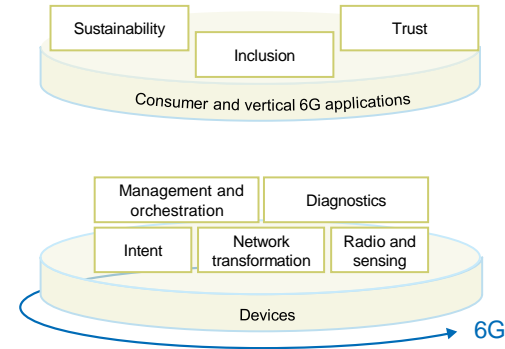 Sustainability
Trust
Inclusion
Consumer and vertical 6G applications
Management and
orchestration
Diagnostics
Intent
Network
transformation
Radio and
sensing
Devices
6G